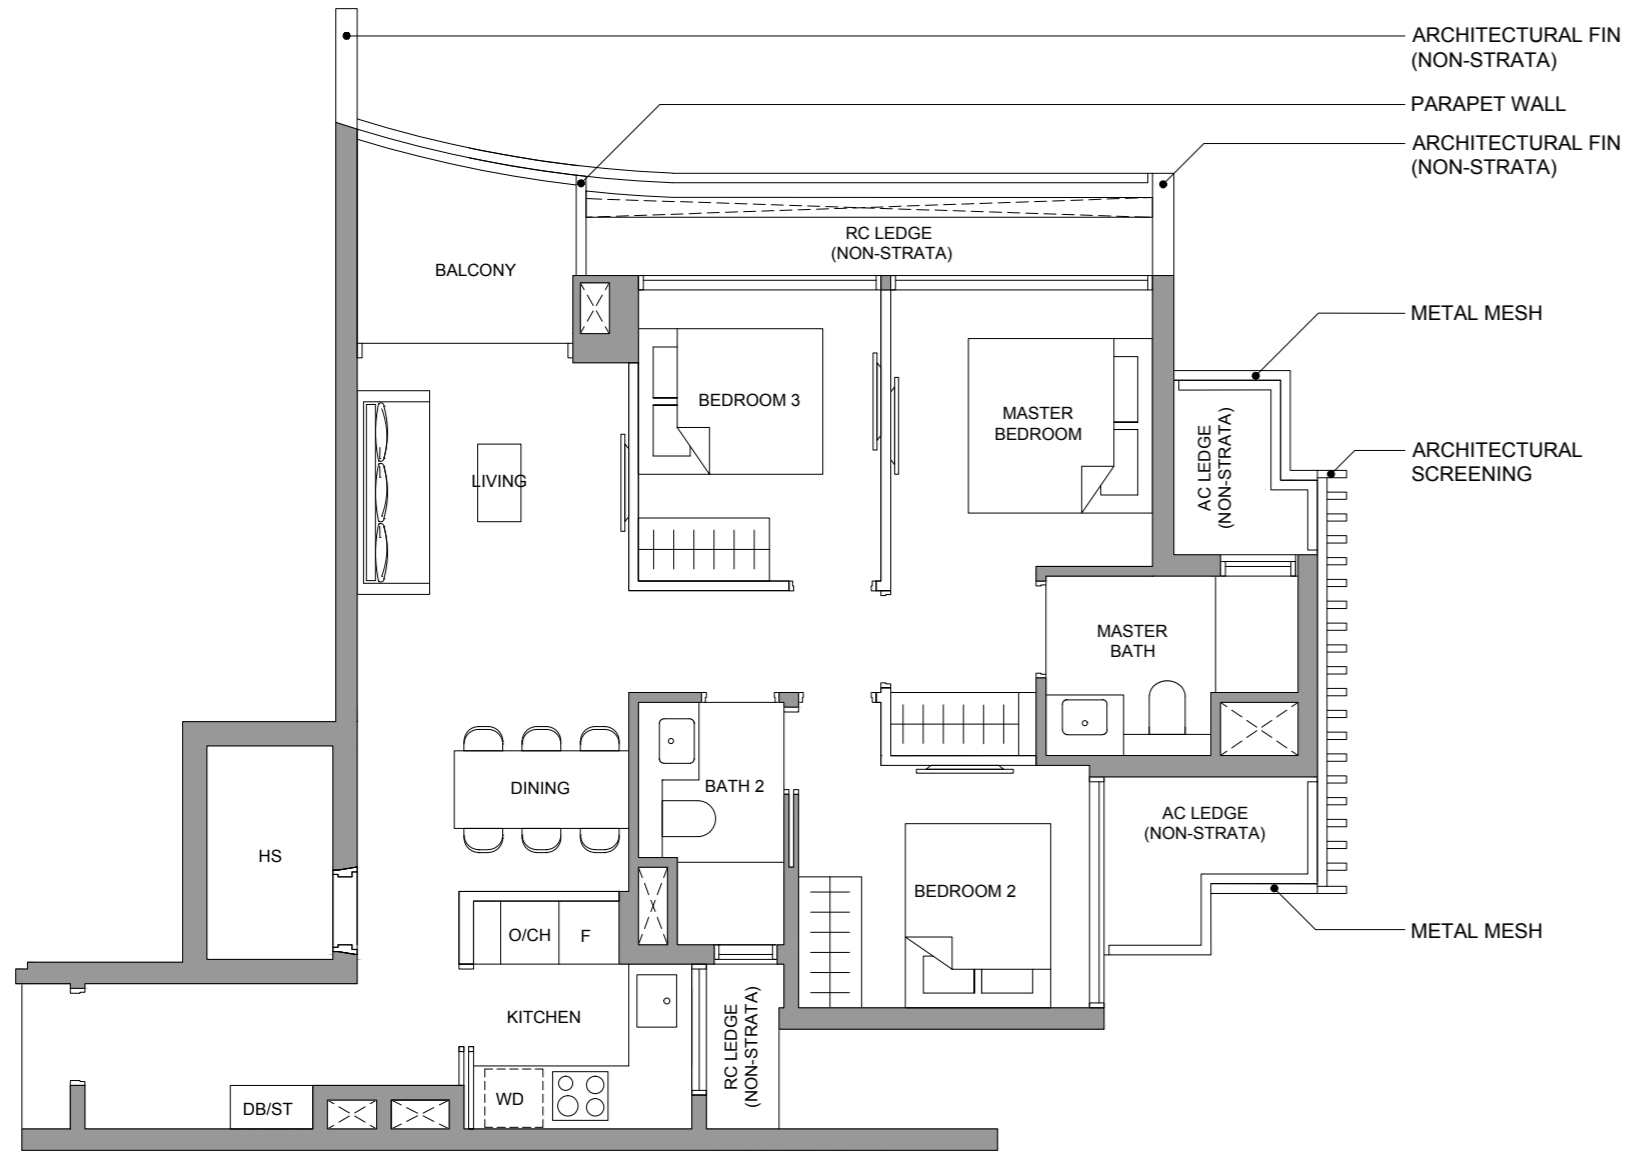 ARCHITECTURAL FIN
(NON-STRATA)
PARAPET WALL
ARCHITECTURAL FIN
(NON-STRATA)
RC LEDGE
(NON-STRATA)
BALCONY
METAL MESH
BEDROOM 3
MASTER
BEDROOM
AC LEDGE
(NON-STRATA)
ARCHITECTURAL
SCREENING
LIVING
MASTER
BATH
DINING
BATH 2
AC LEDGE
(NON-STRATA)
HS
BEDROOM 2
O/CH
F
METAL MESH
KITCHEN
RC LEDGE
(NON-STRATA)
WD
DB/ST